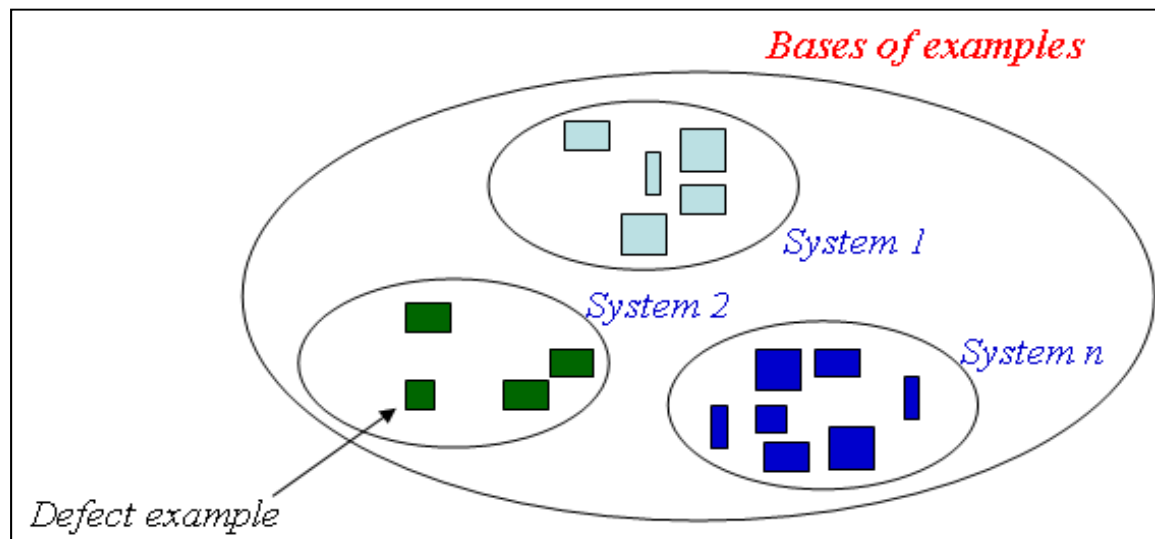 Bases of examples
System 1
System 2
System n
Defect example